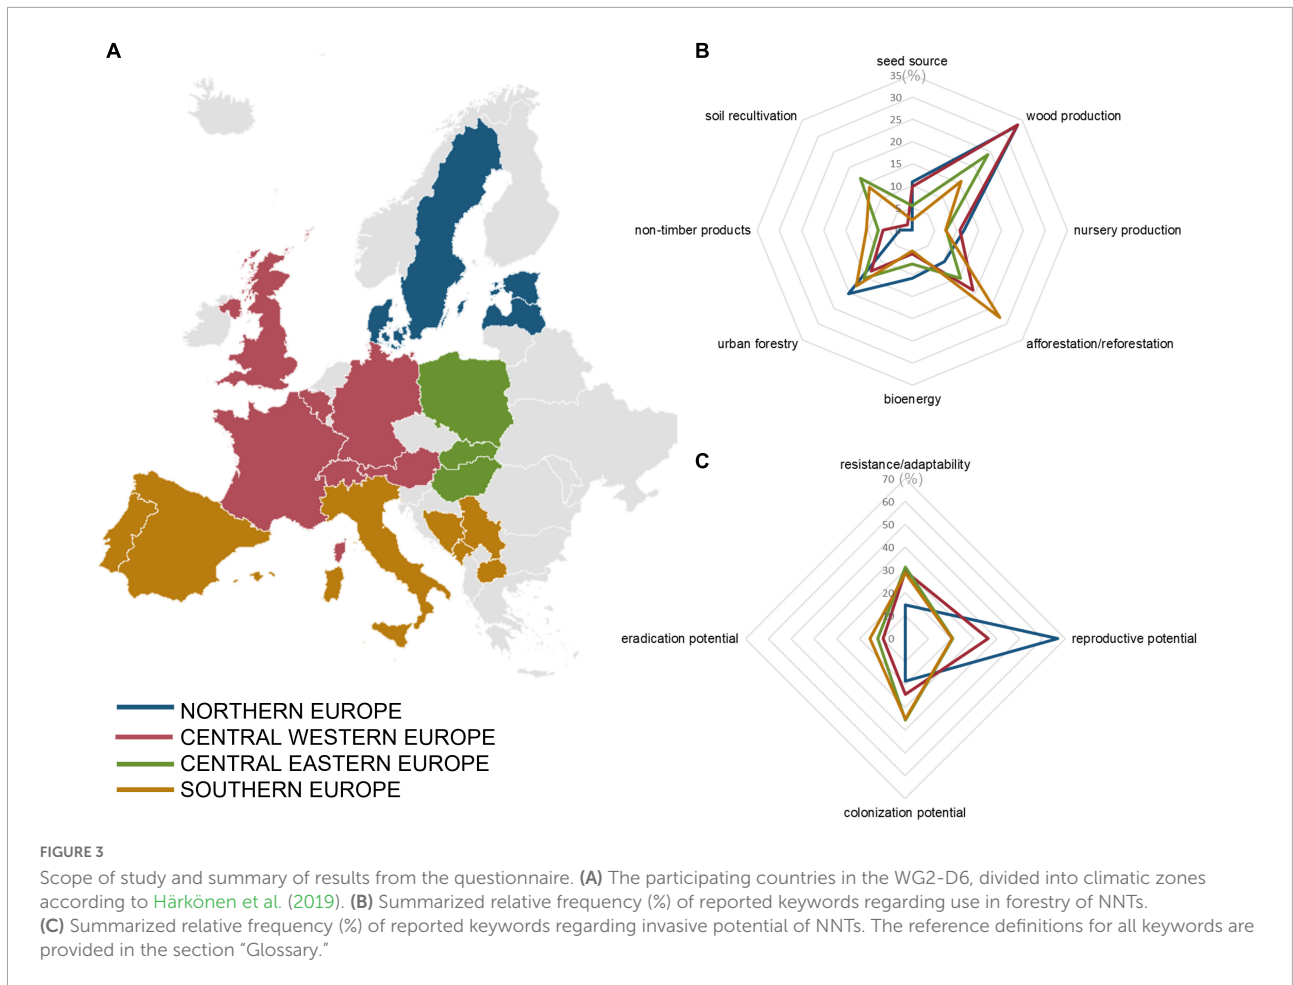 A
NORTHERN EUROPE
CENTRAL WESTERN EUROPE
CENTRAL EASTERN EUROPE
SOUTHERN EUROPE
B
seed source
35(%)
30
25
20
15
10
5
0
wood production
nursery production
afforestation/reforestation
bioenergy
urban forestry
non-timber products
soil recultivation
C
resistance/adaptability
70 (%)
60
50
40
30
20
10
0
reproductive potential
colonization potential
eradication potential
FIGURE 3
Scope of study and summary of results from the questionnaire. (A) The participating countries in the WG2-D6, divided into climatic zones
according to Härkönen et al. (2019). (B) Summarized relative frequency (%) of reported keywords regarding use in forestry of NNTs.
(C) Summarized relative frequency (%) of reported keywords regarding invasive potential of NNTs. The reference definitions for all keywords are
provided in the section “Glossary.”